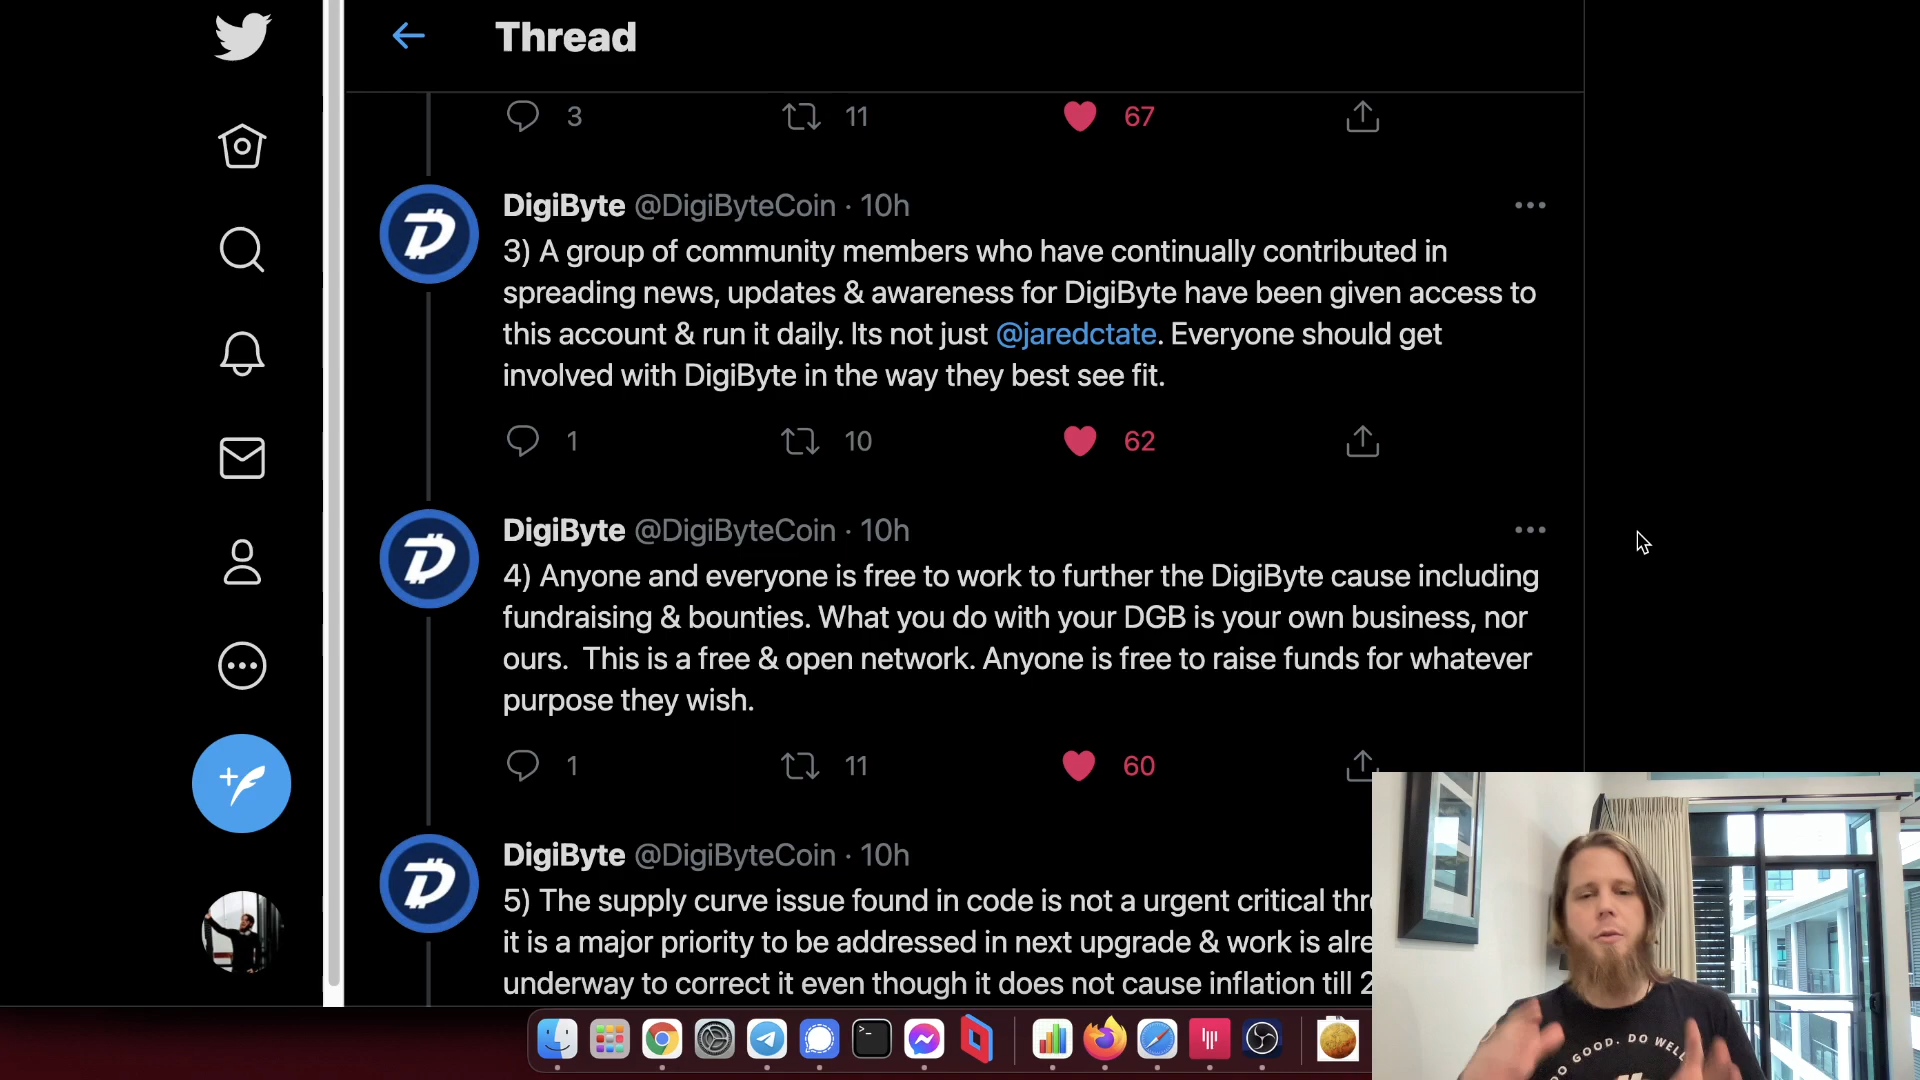 Thread
3
11
67
DigiByte @DigiByteCoin · 10h
3) A group of community members who have continually contributed in
spreading news, updates & awareness for DigiByte have been given access to
this account & run it daily. Its not just @jaredctate. Everyone should get
involved with DigiByte in the way they best see fit.
1
10
62
DigiByte @DigiByteCoin · 10h
4) Anyone and everyone is free to work to further the DigiByte cause including
fundraising & bounties. What you do with your DGB is your own business, nor
ours. This is a free & open network. Anyone is free to raise funds for whatever
purpose they wish.
1
11
60
DigiByte @DigiByteCoin · 10h
5) The supply curve issue found in code is not a urgent critical
it is a major priority to be addressed in next upgrade & work is
underway to correct it even though it does not cause inflation till
GOOD. DO WELL